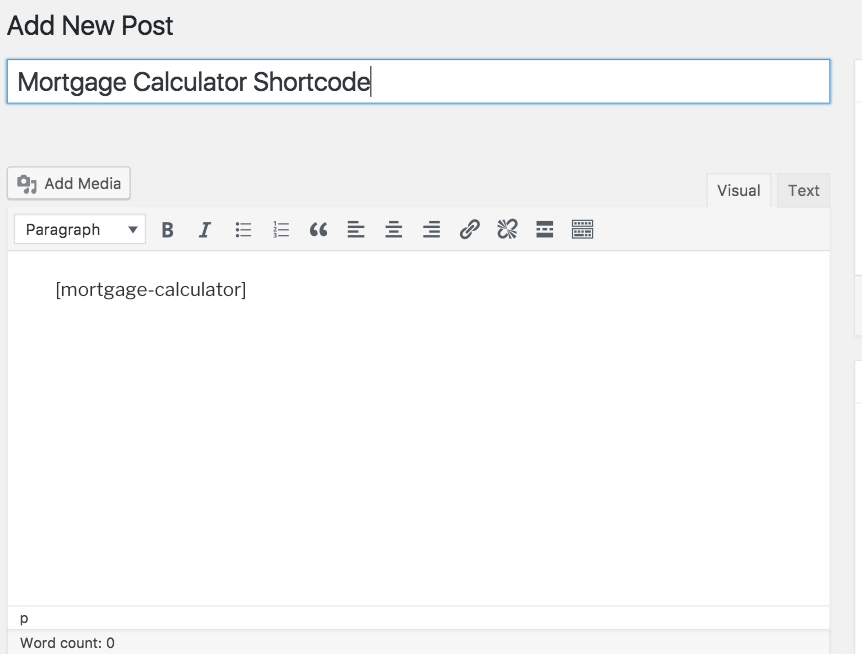 Add New Post
Mortgage Calculator Shortcode
Add Media
Visual
Text
Paragraph
[mortgage-calculator]
p
Word count: 0